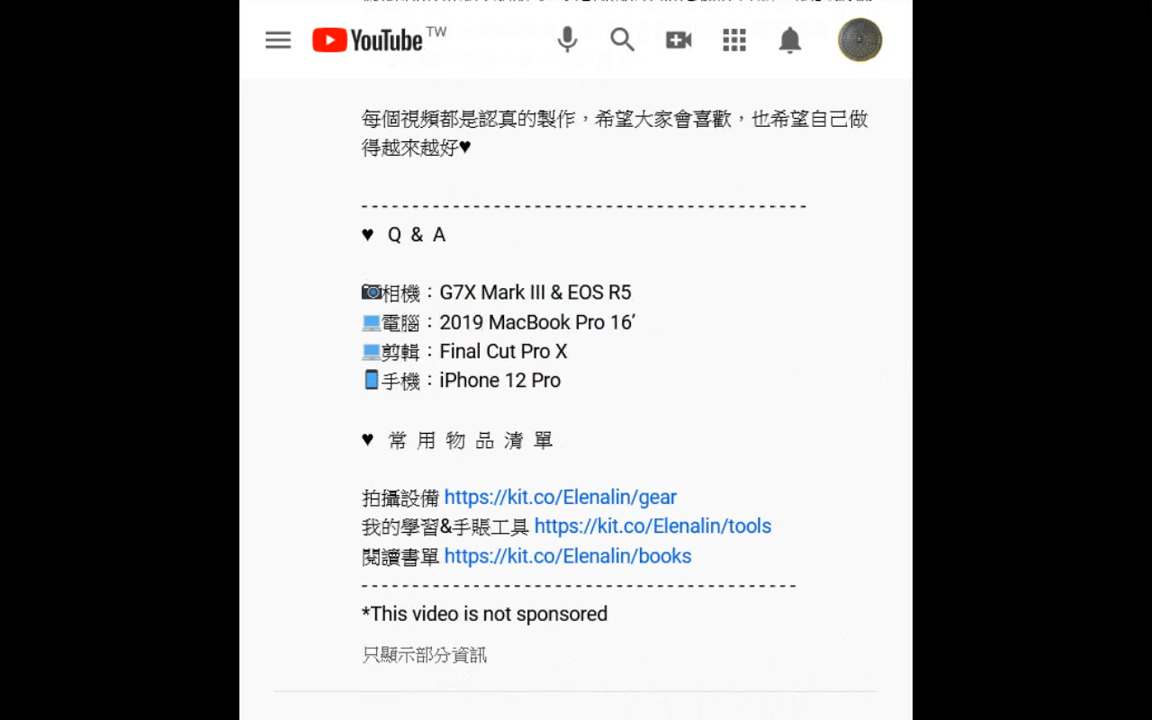 YouTube TW
每個視頻都是認真的製作，希望大家會喜歡，也希望自己做
得越來越好♥
-------------------------------------------
♥ Q & A
📷相機：G7X Mark III & EOS R5
💻電腦：2019 MacBook Pro 16’
💻剪輯：Final Cut Pro X
📱手機：iPhone 12 Pro
♥ 常 用 物 品 清 單
拍攝設備 https://kit.co/Elenalin/gear
我的學習&手賬工具 https://kit.co/Elenalin/tools
閱讀書單 https://kit.co/Elenalin/books
------------------------------------------
*This video is not sponsored
只顯示部分資訊